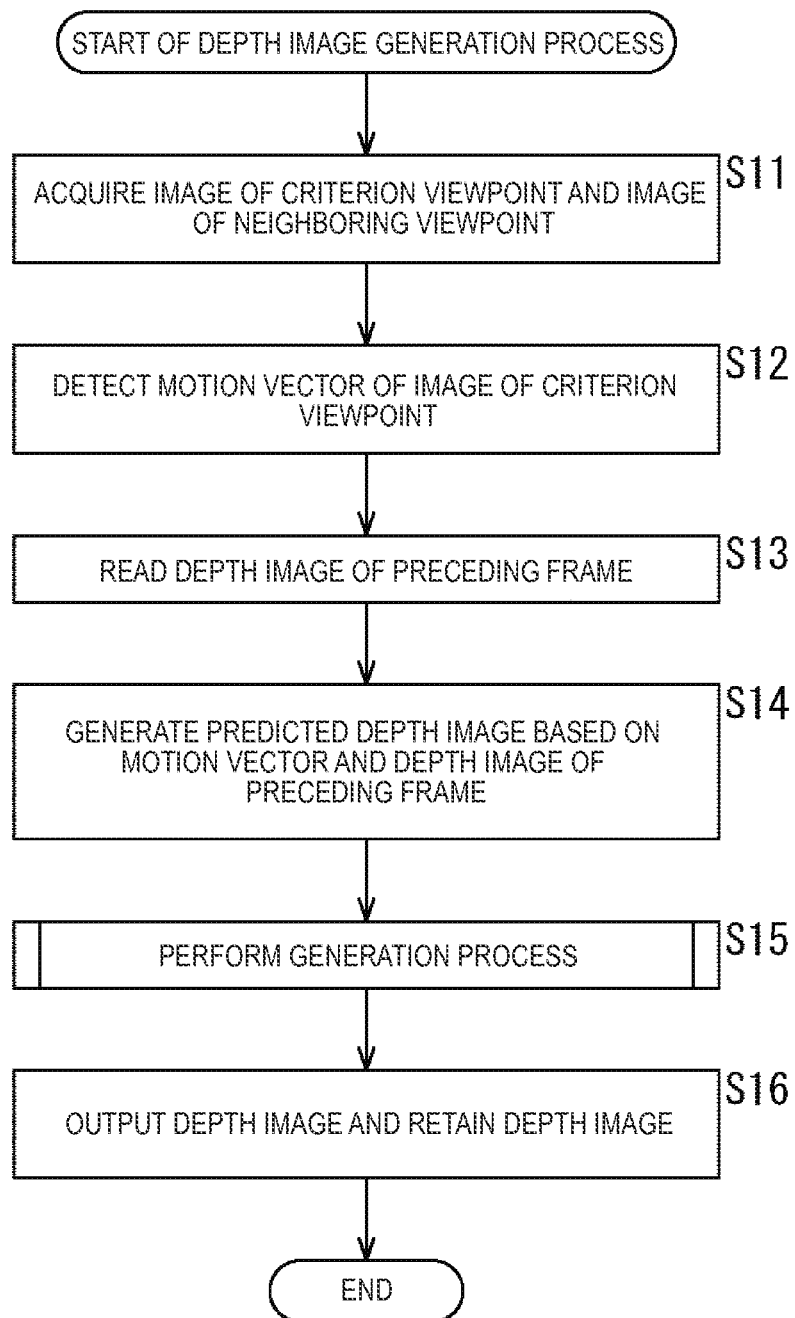 START OF DEPTH IMAGE GENERATION PROCESS
S11
ACQUIRE IMAGE OF CRITERION VIEWPOINT AND IMAGE
OF NEIGHBORING VIEWPOINT
S12
DETECT MOTION VECTOR OF IMAGE OF CRITERION
VIEWPOINT
S13
READ DEPTH IMAGE OF PRECEDING FRAME
S14
GENERATE PREDICTED DEPTH IMAGE BASED ON
MOTION VECTOR AND DEPTH IMAGE OF
PRECEDING FRAME
S15
PERFORM GENERATION PROCESS
S16
OUTPUT DEPTH IMAGE AND RETAIN DEPTH IMAGE
END